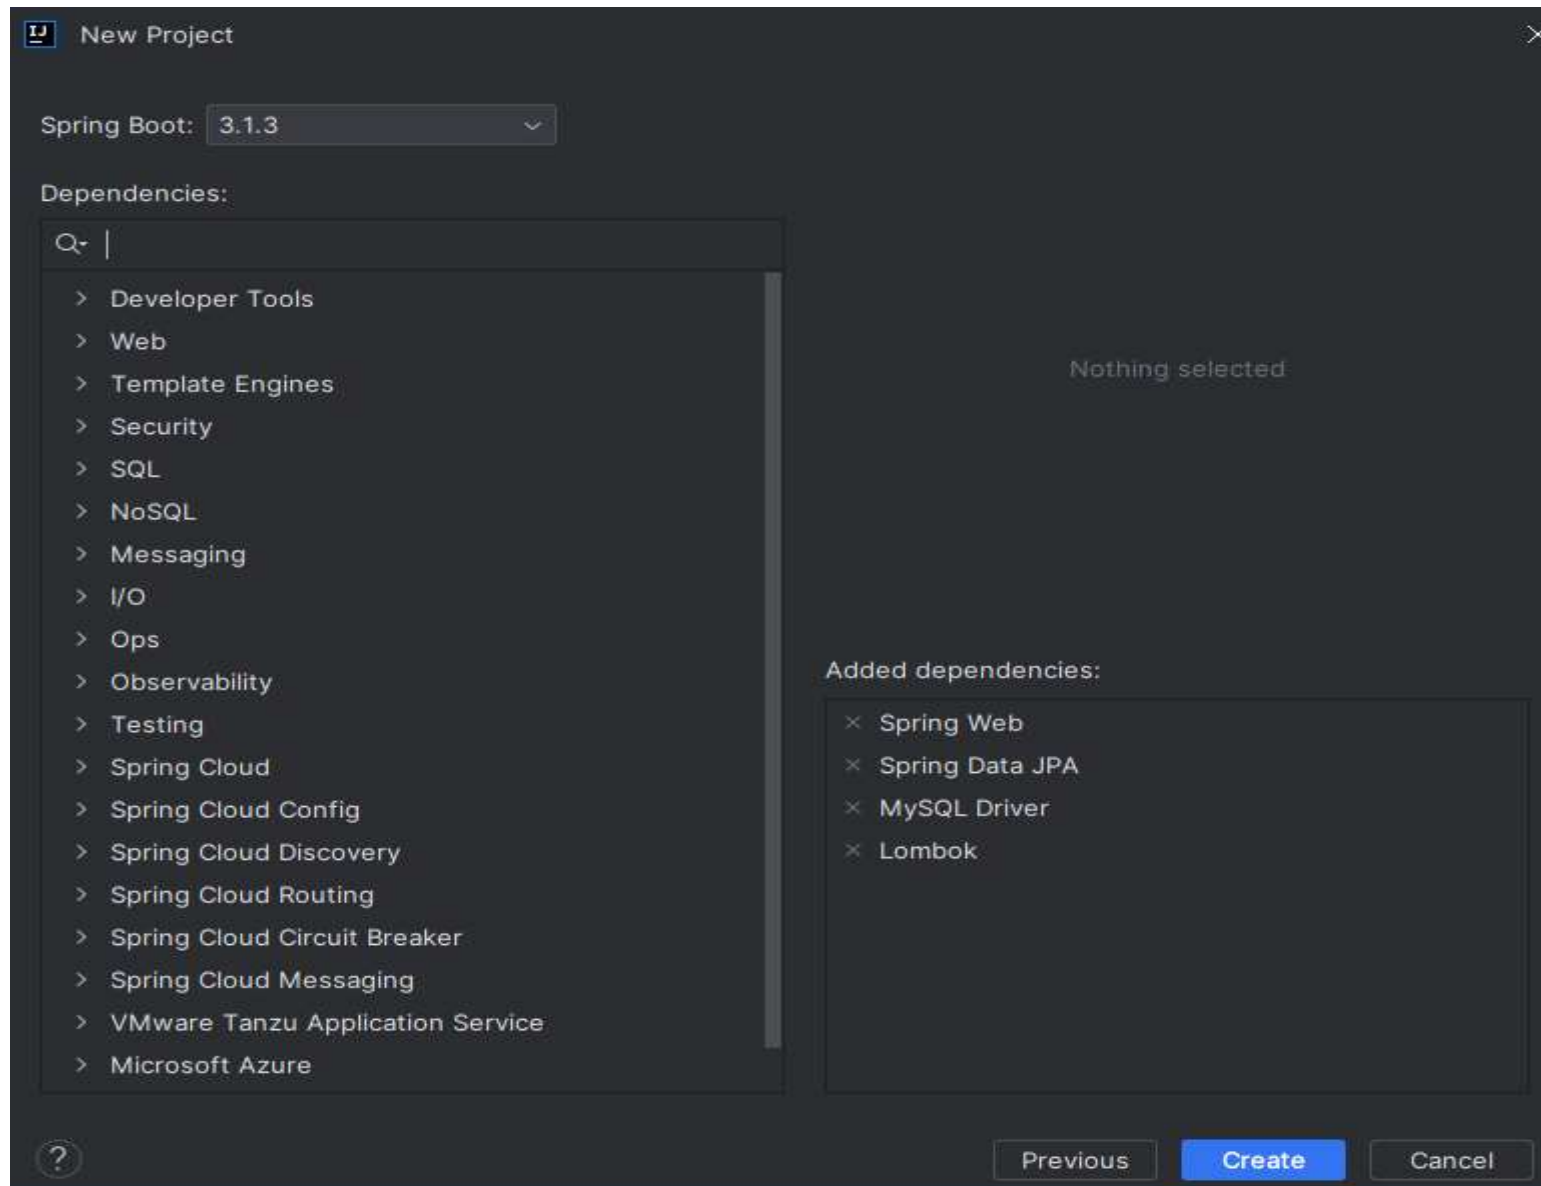 IJ New Project
Spring Boot: 3.1.3
Dependencies:
Developer Tools
Web
Template Engines
Security
SQL
NoSQL
Messaging
I/O
Ops
Observability
Testing
Spring Cloud
Spring Cloud Config
Spring Cloud Discovery
Spring Cloud Routing
Spring Cloud Circuit Breaker
Spring Cloud Messaging
VMware Tanzu Application Service
Microsoft Azure
Nothing selected
Added dependencies:
Spring Web
Spring Data JPA
MySQL Driver
Lombok
? Previous Create Cancel